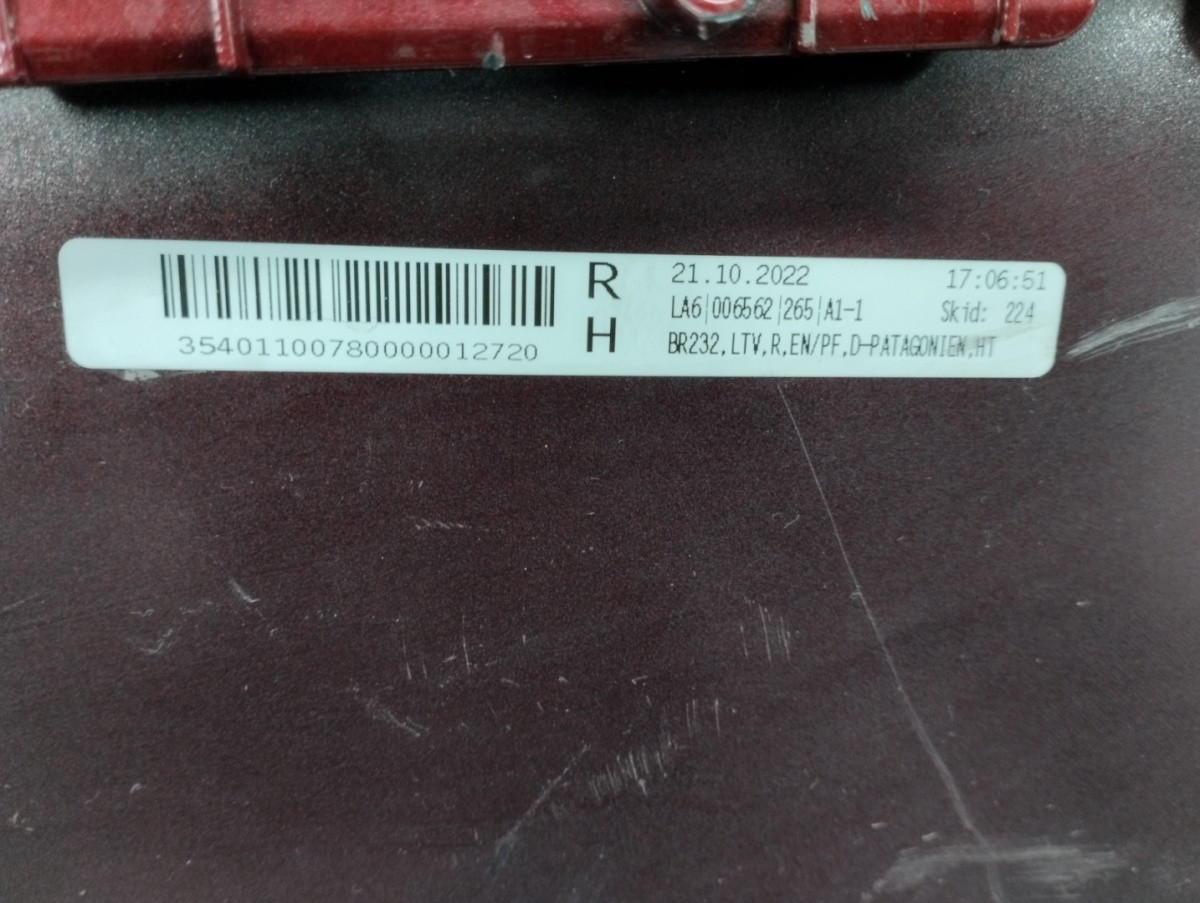 35401100780000012720
R
H
21.10.2022 17:06:51
LA6|006562|265|A1-1 Skid: 224
BR232,LTV,R,EN/PF,D-PATAGONIEN,HT